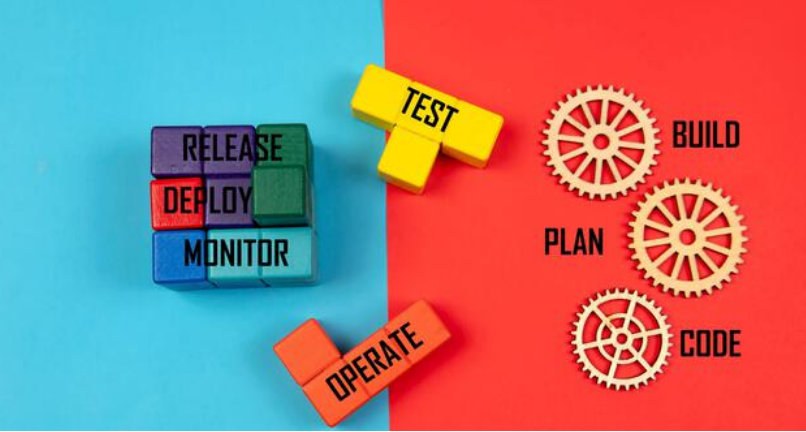 RELEASE
DEPLOY
MONITOR
TEST
OPERATE
BUILD
PLAN
CODE